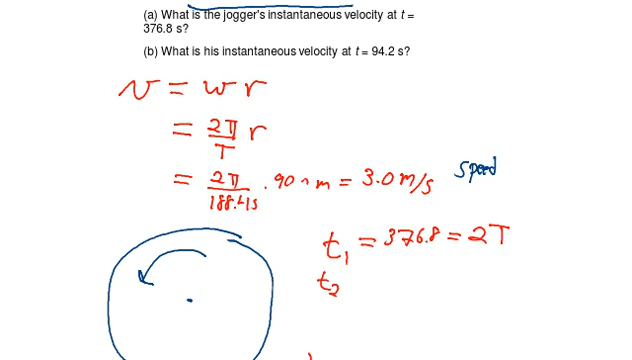 (a) What is the jogger's instantaneous velocity at t =
376.8 s?
(b) What is his instantaneous velocity at t = 94.2 s?
v = w r
= 2π/T r
= 2π/188.4 s . 90 m = 3.0 m/s speed
t₁ = 376.8 = 2T
t₂